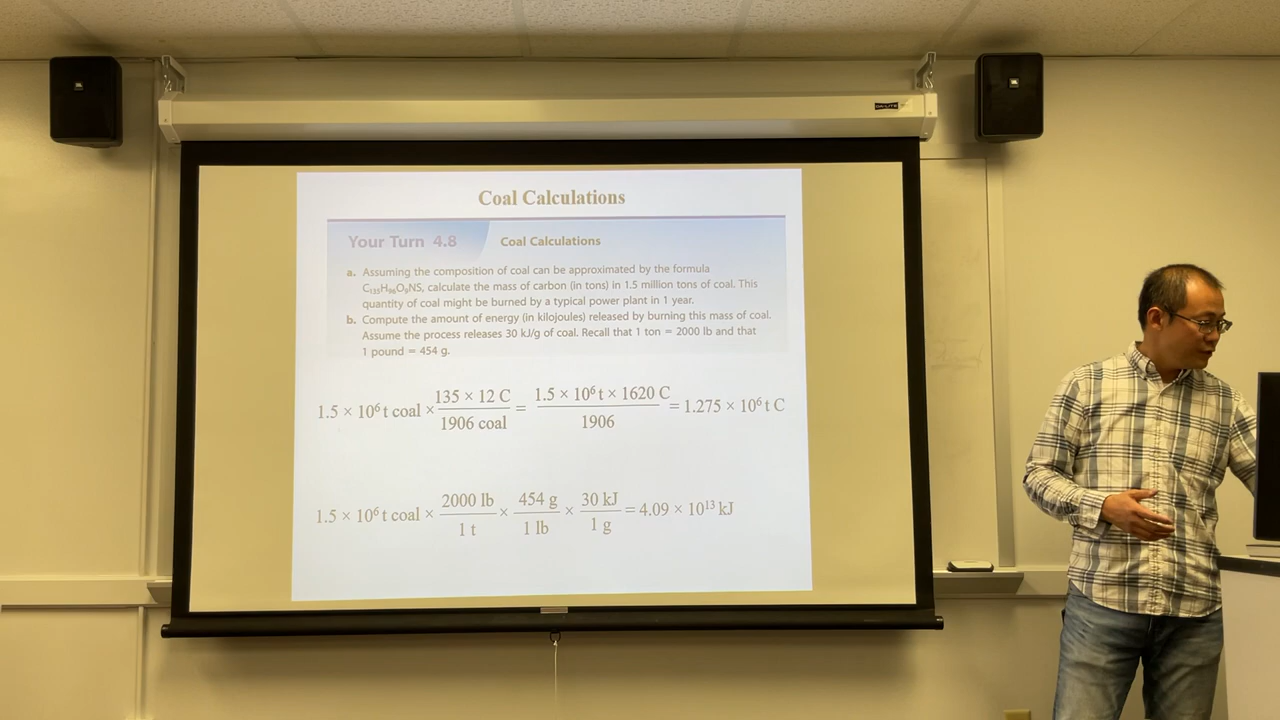 DA-LITE
Coal Calculations
Your Turn 4.8 Coal Calculations
a. Assuming the composition of coal can be approximated by the formula
C₁₃₅H₉₆O₉NS, calculate the mass of carbon (in tons) in 1.5 million tons of coal. This
quantity of coal might be burned by a typical power plant in 1 year.
b. Compute the amount of energy (in kilojoules) released by burning this mass of coal.
Assume the process releases 30 kJ/g of coal. Recall that 1 ton = 2000 lb and that
1 pound = 454 g.
1.5 × 10⁶ t coal × 135 × 12 C / 1906 coal = 1.5 × 10⁶ t × 1620 C / 1906 = 1.275 × 10⁶ t C
1.5 × 10⁶ t coal × 2000 lb / 1 t × 454 g / 1 lb × 30 kJ / 1 g = 4.09 × 10¹³ kJ